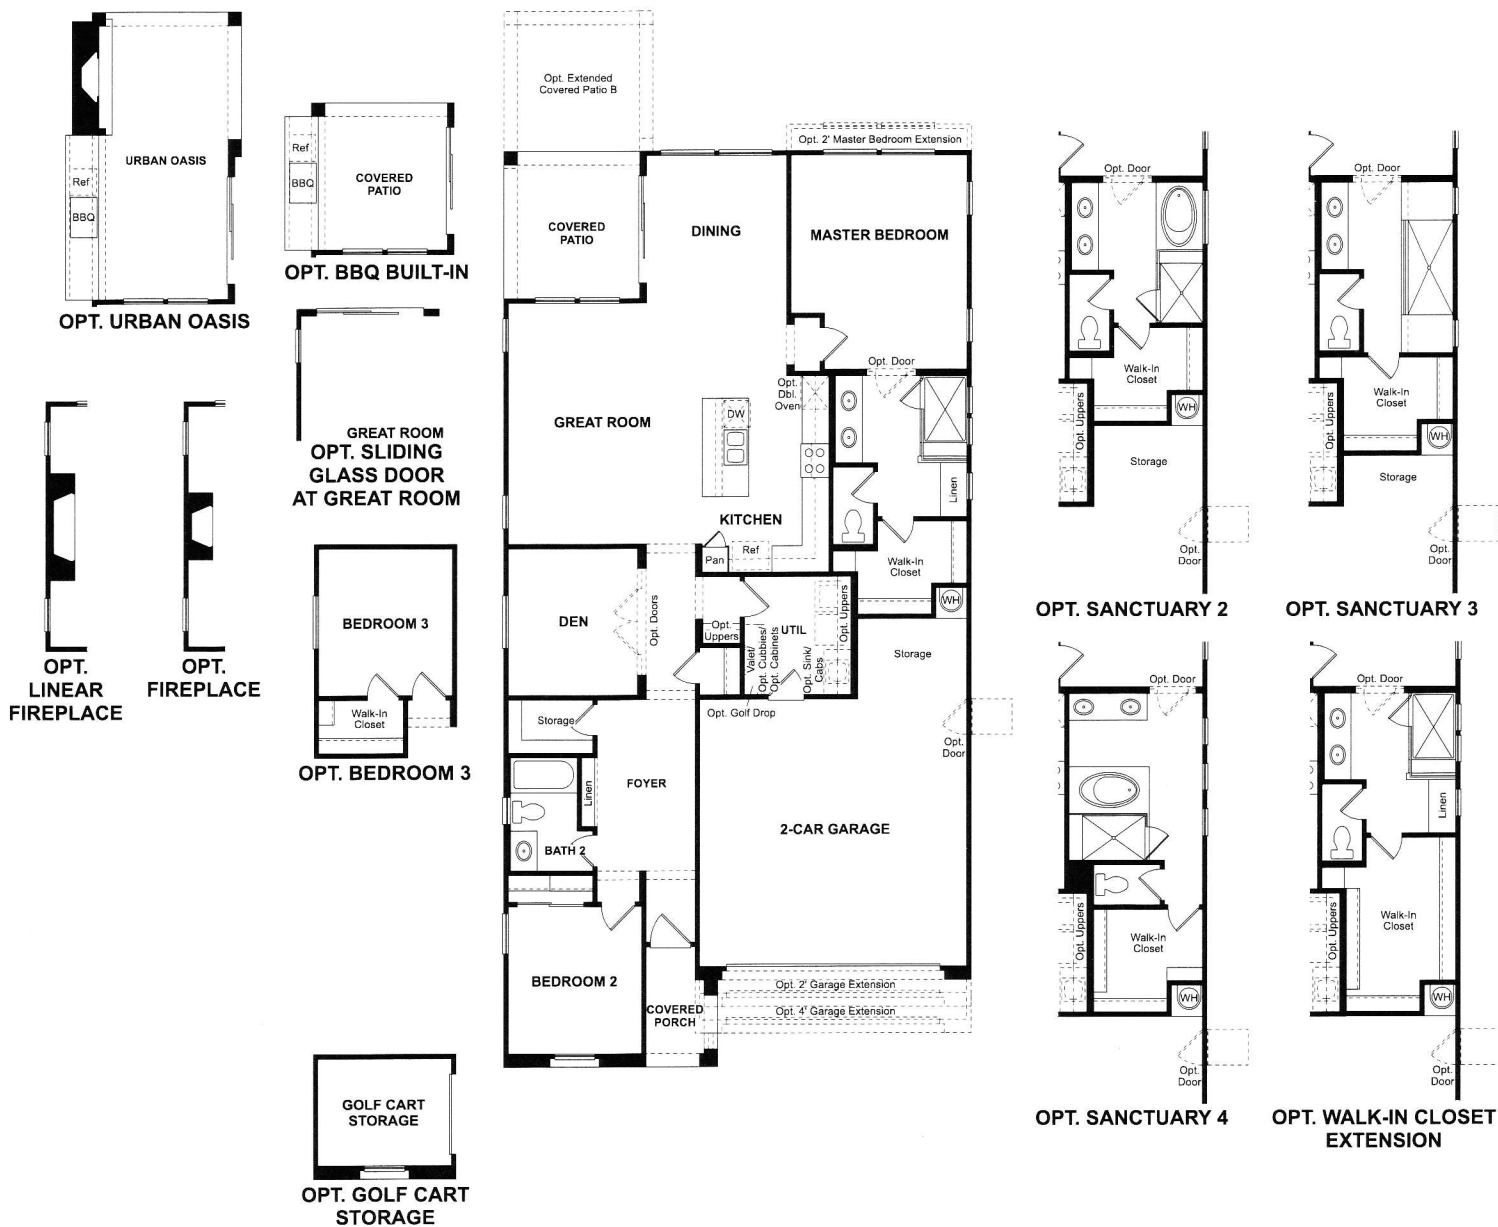 URBAN OASIS
Ref
BBQ
OPT. URBAN OASIS
Ref
BBQ
COVERED
PATIO
OPT. BBQ BUILT-IN
GREAT ROOM
OPT. SLIDING
GLASS DOOR
AT GREAT ROOM
OPT.
LINEAR
FIREPLACE
OPT.
FIREPLACE
BEDROOM 3
Walk-In
Closet
OPT. BEDROOM 3
GOLF CART
STORAGE
OPT. GOLF CART
STORAGE
Opt. Extended
Covered Patio B
Opt. 2' Master Bedroom Extension
COVERED
PATIO
DINING
MASTER BEDROOM
Opt. Door
Opt.
Dbl.
Oven
DW
GREAT ROOM
KITCHEN
Linen
Pan
Ref
Walk-In
Closet
WH
DEN
Opt. Doors
Opt.
Uppers
UTIL
Opt. Uppers
Valet/
Opt. Cubbies/
Opt. Cabinets
Opt. Sink/
Cabs
Storage
Opt. Golf Drop
Opt.
Door
Storage
FOYER
Linen
BATH 2
2-CAR GARAGE
BEDROOM 2
COVERED
PORCH
Opt. 2' Garage Extension
Opt. 4' Garage Extension
Opt. Door
Walk-In
Closet
Opt. Uppers
WH
Storage
Opt.
Door
OPT. SANCTUARY 2
Opt. Door
Walk-In
Closet
Opt. Uppers
WH
Storage
Opt.
Door
OPT. SANCTUARY 3
Opt. Door
Opt. Uppers
Walk-In
Closet
WH
Opt.
Door
OPT. SANCTUARY 4
Opt. Door
Linen
Opt. Uppers
Walk-In
Closet
WH
Opt.
Door
OPT. WALK-IN CLOSET
EXTENSION